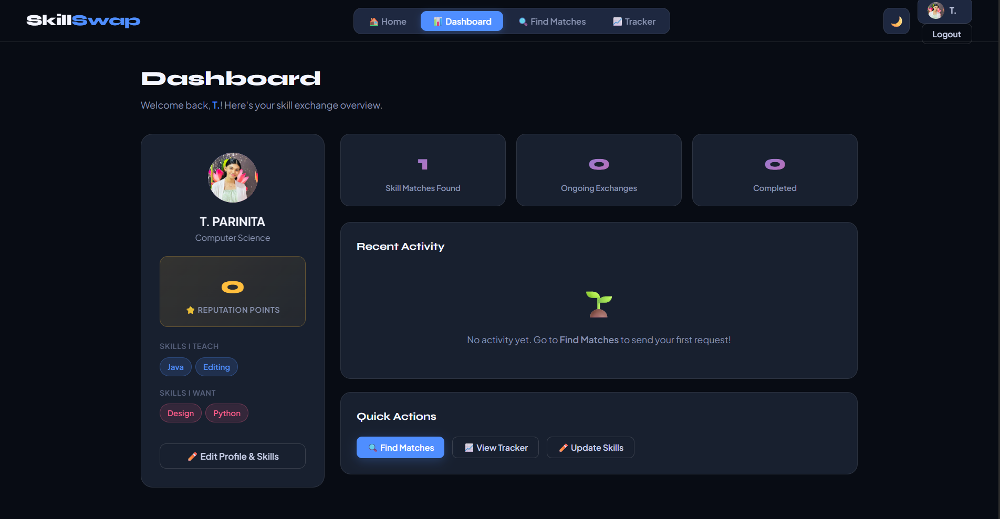 SkillSwap
🏠 Home
📊 Dashboard
🔍 Find Matches
📈 Tracker
🌙
T.
Logout
Dashboard
Welcome back, T.! Here's your skill exchange overview.
T. PARINITA
Computer Science
0
⭐ REPUTATION POINTS
SKILLS I TEACH
Java Editing
SKILLS I WANT
Design Python
✏️ Edit Profile & Skills
1
Skill Matches Found
0
Ongoing Exchanges
0
Completed
Recent Activity
🌱
No activity yet. Go to Find Matches to send your first request!
Quick Actions
🔍 Find Matches
📈 View Tracker
✏️ Update Skills